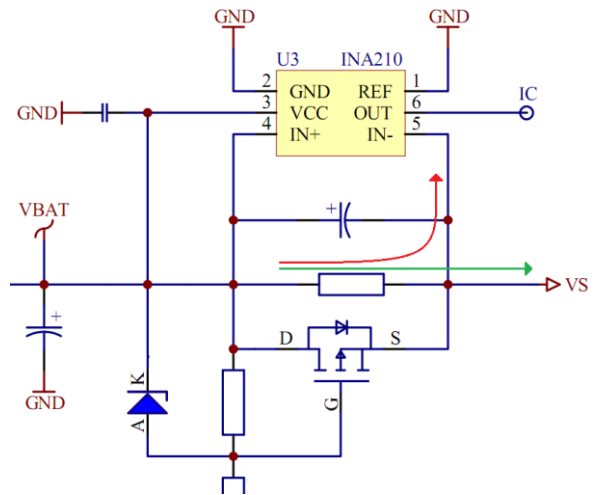 GND
GND
U3
INA210
2
GND
REF
1
GND
3
VCC
OUT
6
IC
4
IN+
IN-
5
+
VBAT
VS
+
D
S
K
GND
A
G